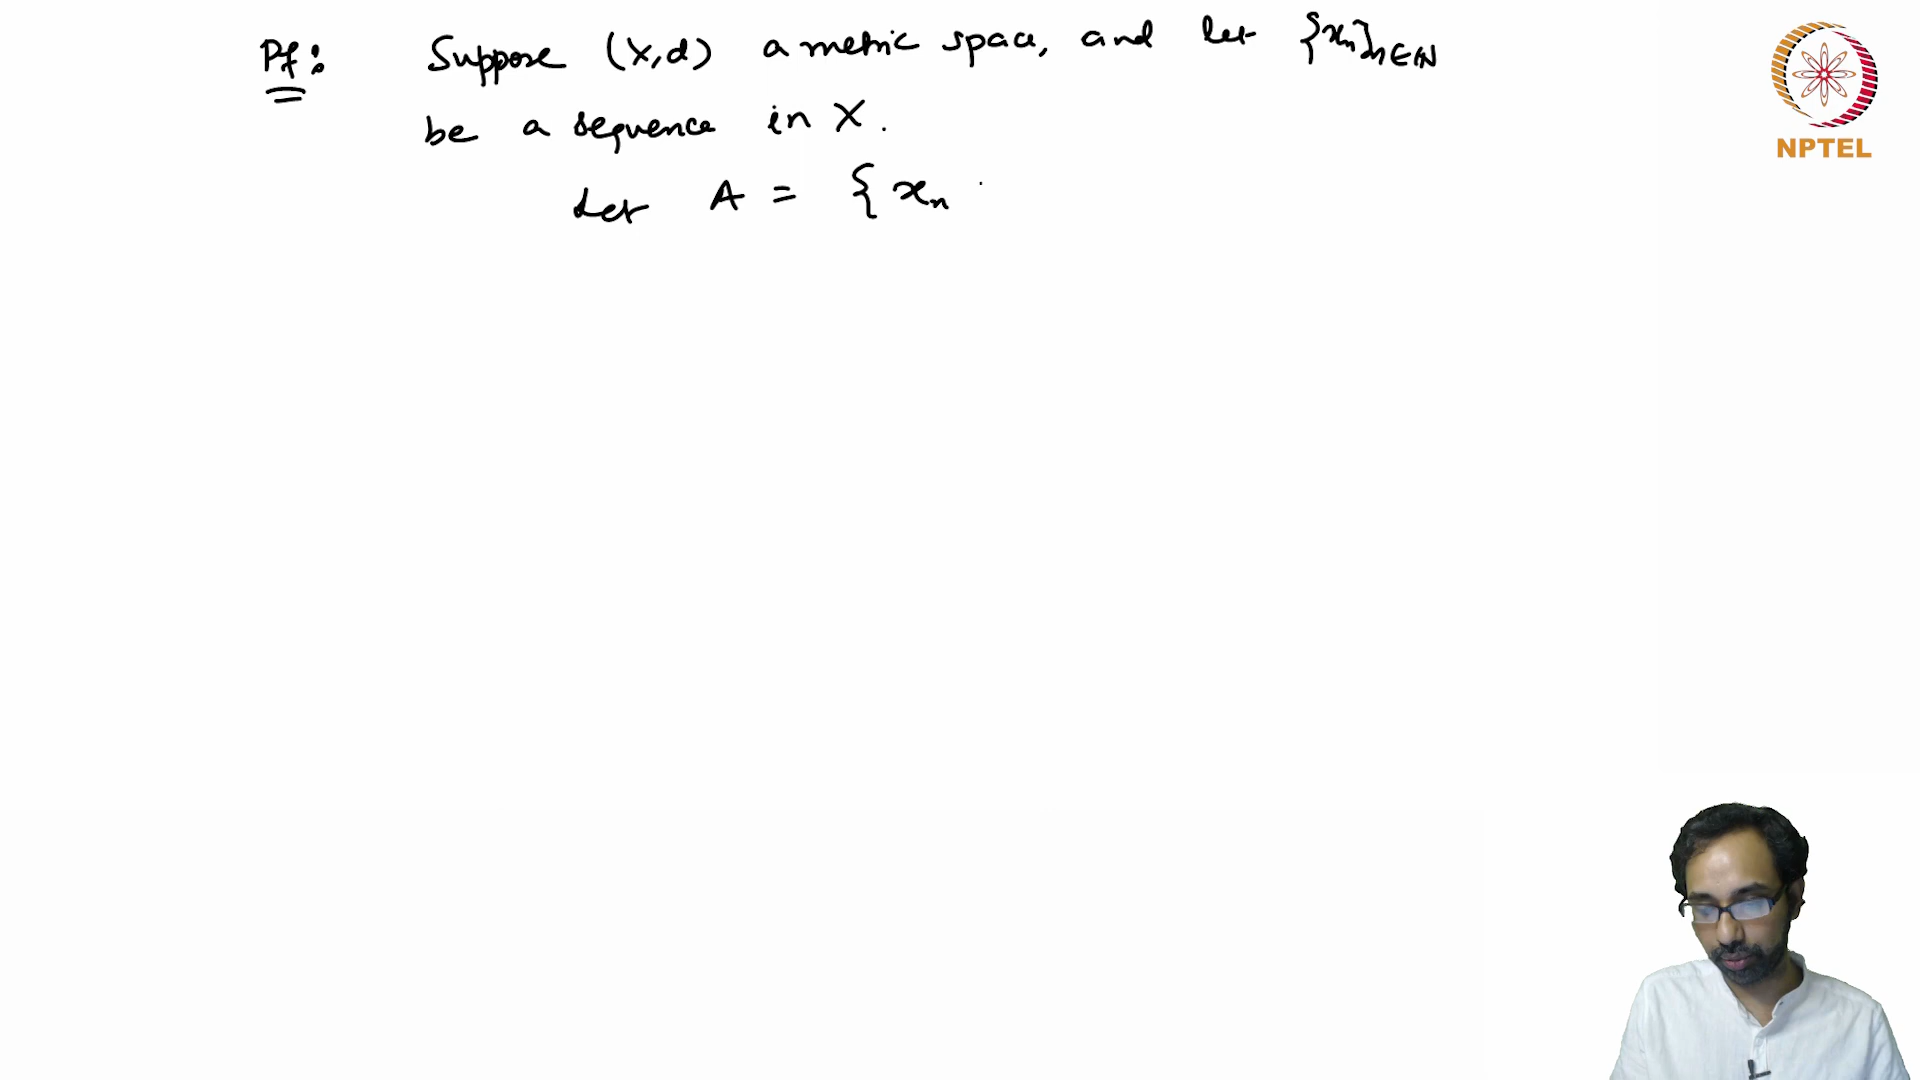 Pf: Suppose (X,d) a metric space, and let {xₙ}ₙ∈ℕ
be a sequence in X.
Let A = { xₙ
NPTEL